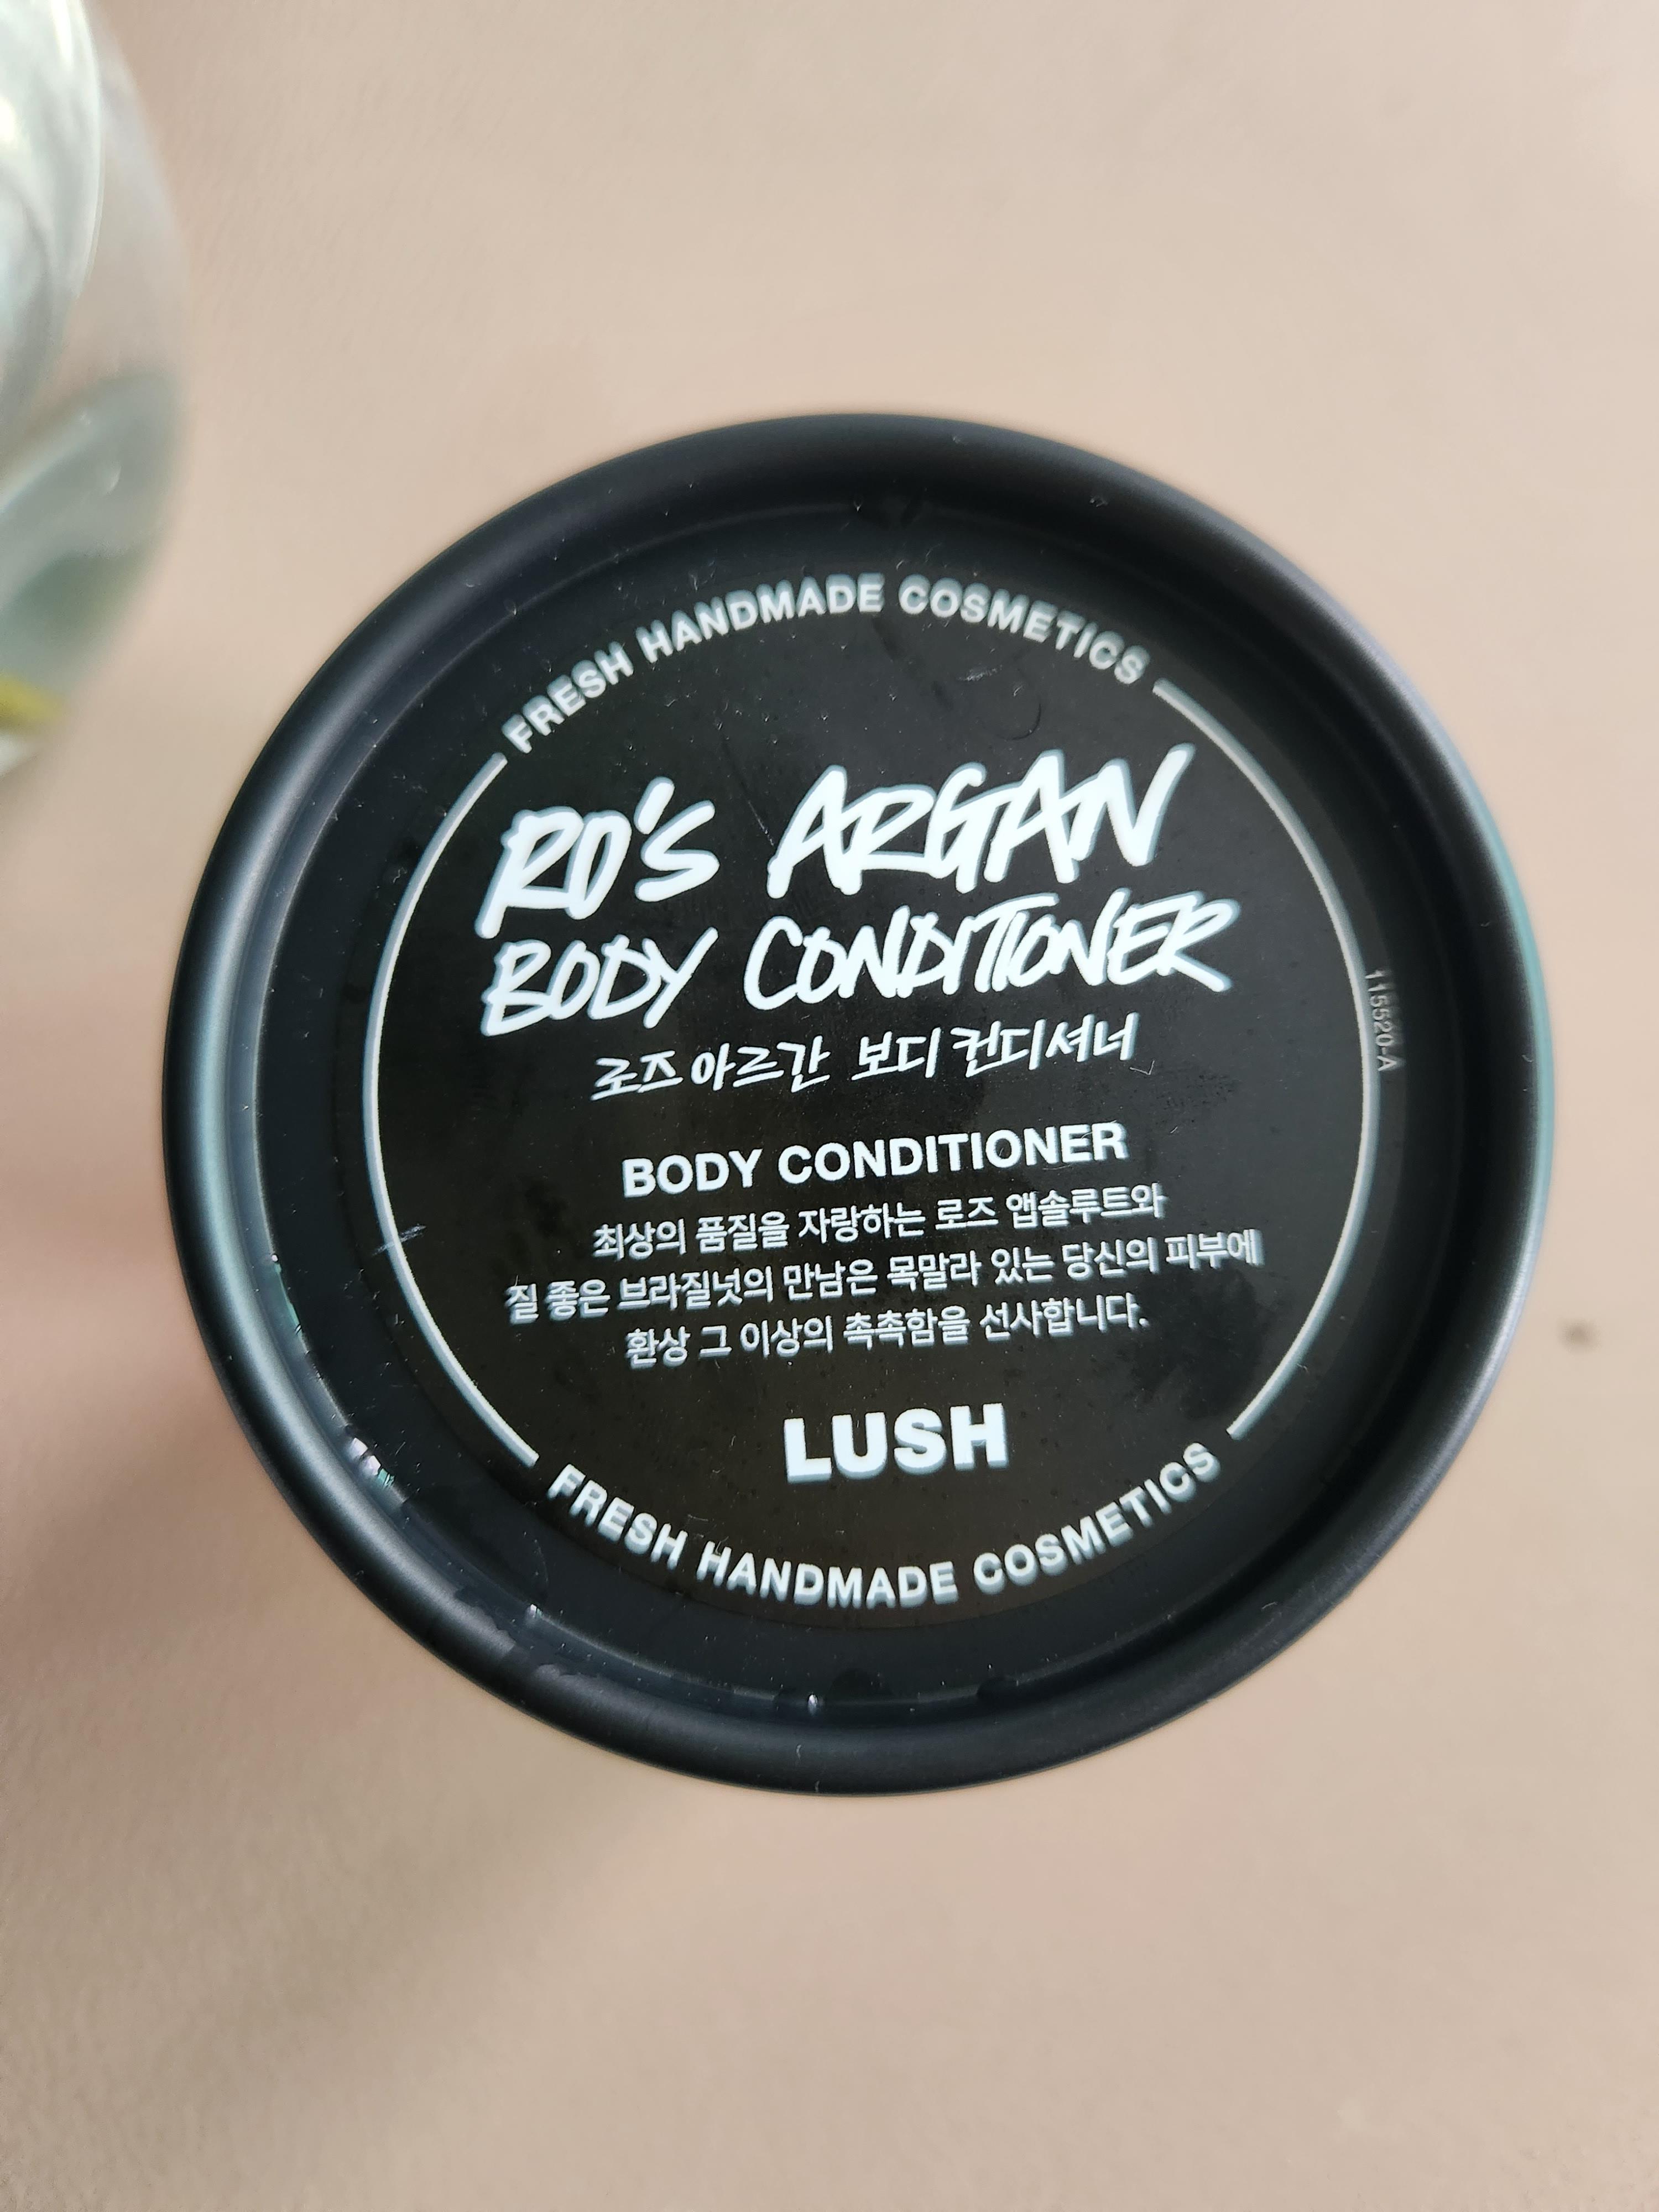 FRESH HANDMADE COSMETICS
RO'S ARGAN
BODY CONDITIONER
로즈 아르간 보디 컨디셔너
BODY CONDITIONER
최상의 품질을 자랑하는 로즈 앱솔루트와
질 좋은 브라질넛의 만남은 목말라 있는 당신의 피부에
환상 그 이상의 촉촉함을 선사합니다.
LUSH
FRESH HANDMADE COSMETICS
115520-A